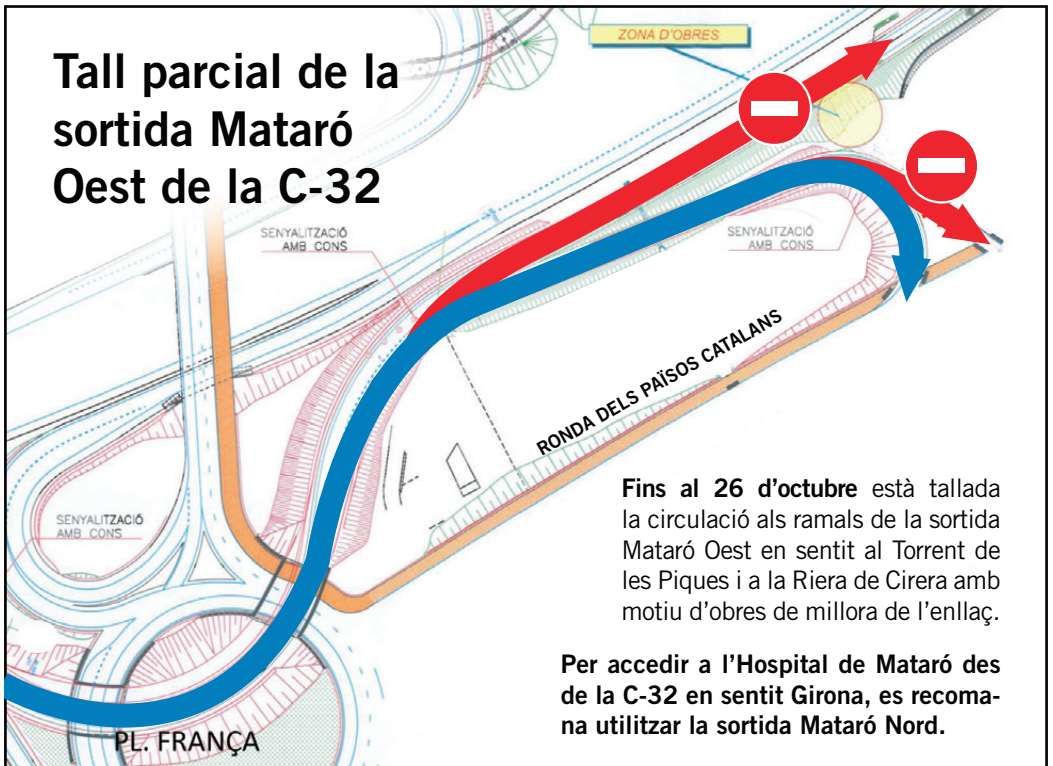 Tall parcial de la
sortida Mataró
Oest de la C-32
ZONA D'OBRES
SENYALITZACIÓ
AMB CONS
SENYALITZACIÓ
AMB CONS
RONDA DELS PAÏSOS CATALANS
SENYALITZACIÓ
AMB CONS
Fins al 26 d'octubre està tallada
la circulació als ramals de la sortida
Mataró Oest en sentit al Torrent de
les Piques i a la Riera de Cirera amb
motiu d'obres de millora de l'enllaç.
Per accedir a l'Hospital de Mataró des
de la C-32 en sentit Girona, es recoma-
na utilitzar la sortida Mataró Nord.
PL. FRANÇA